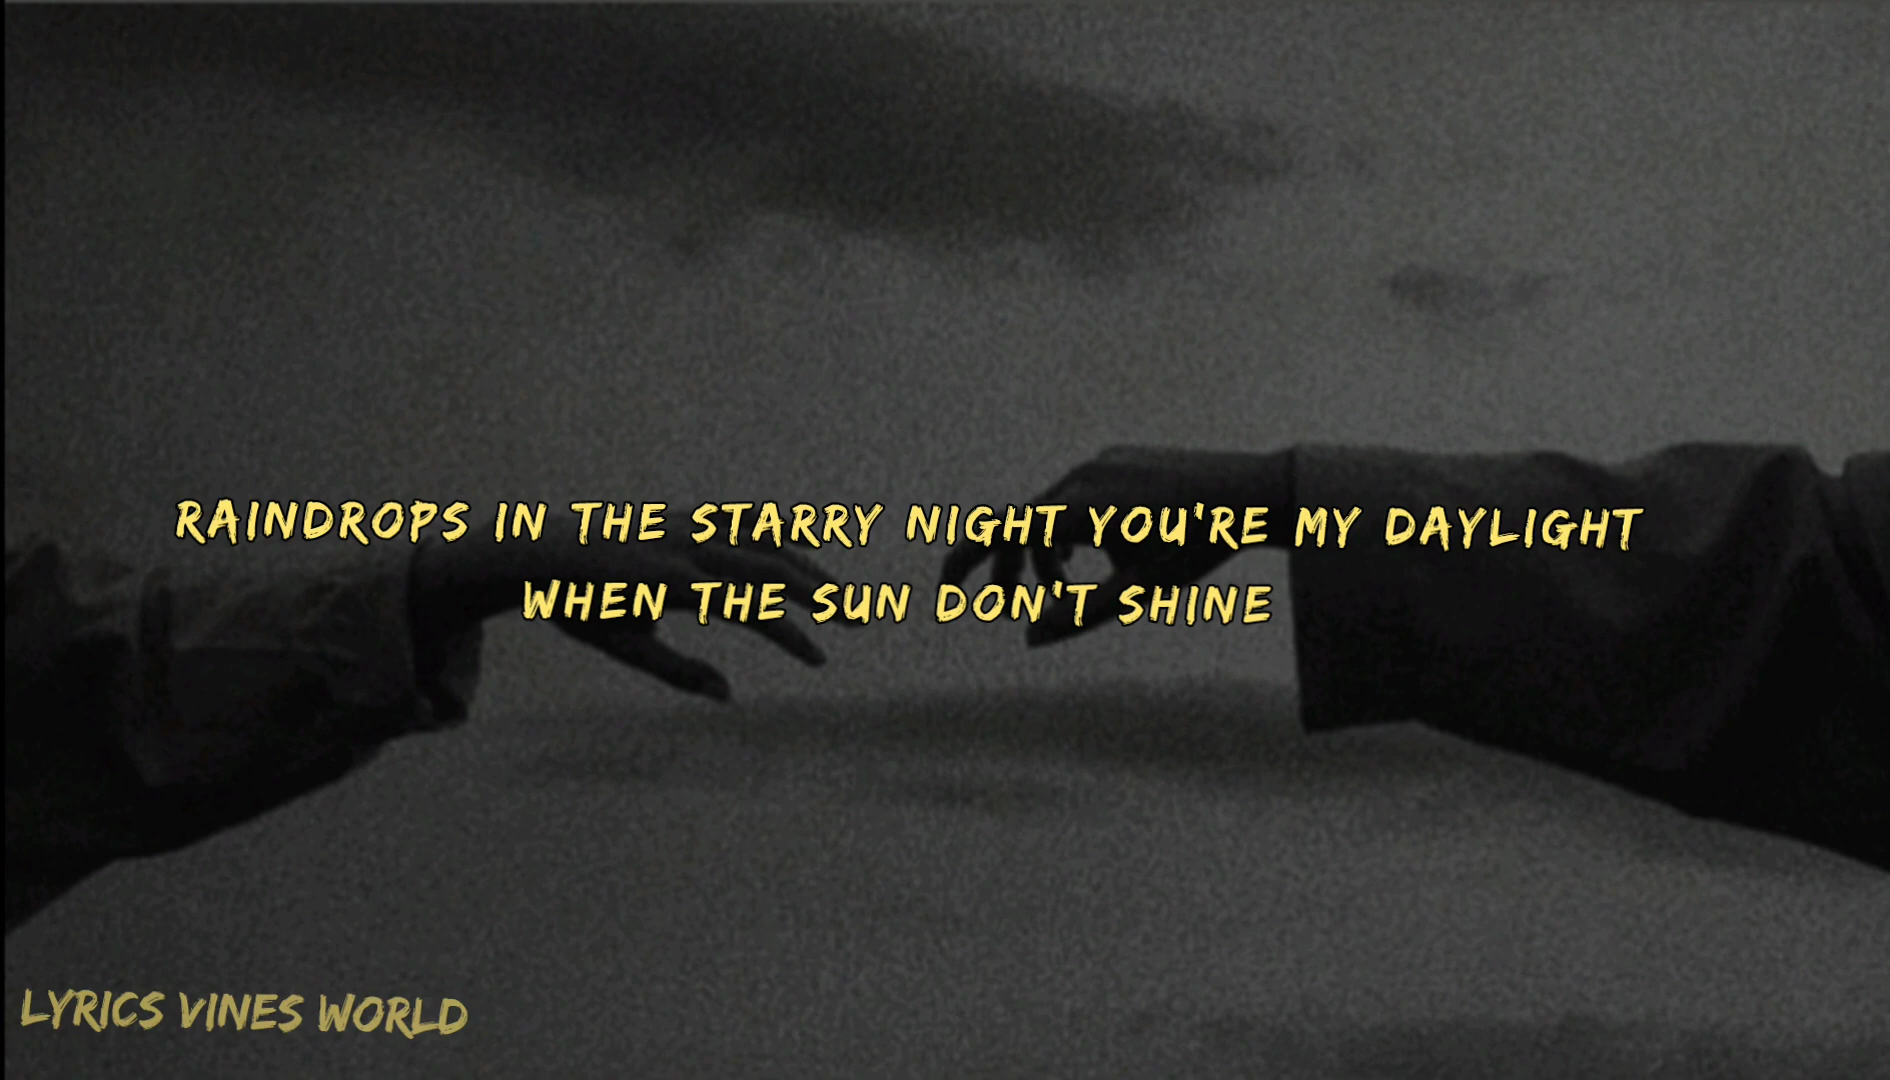 RAINDROPS IN THE STARRY NIGHT YOU'RE MY DAYLIGHT
WHEN THE SUN DON'T SHINE
LYRICS VINES WORLD